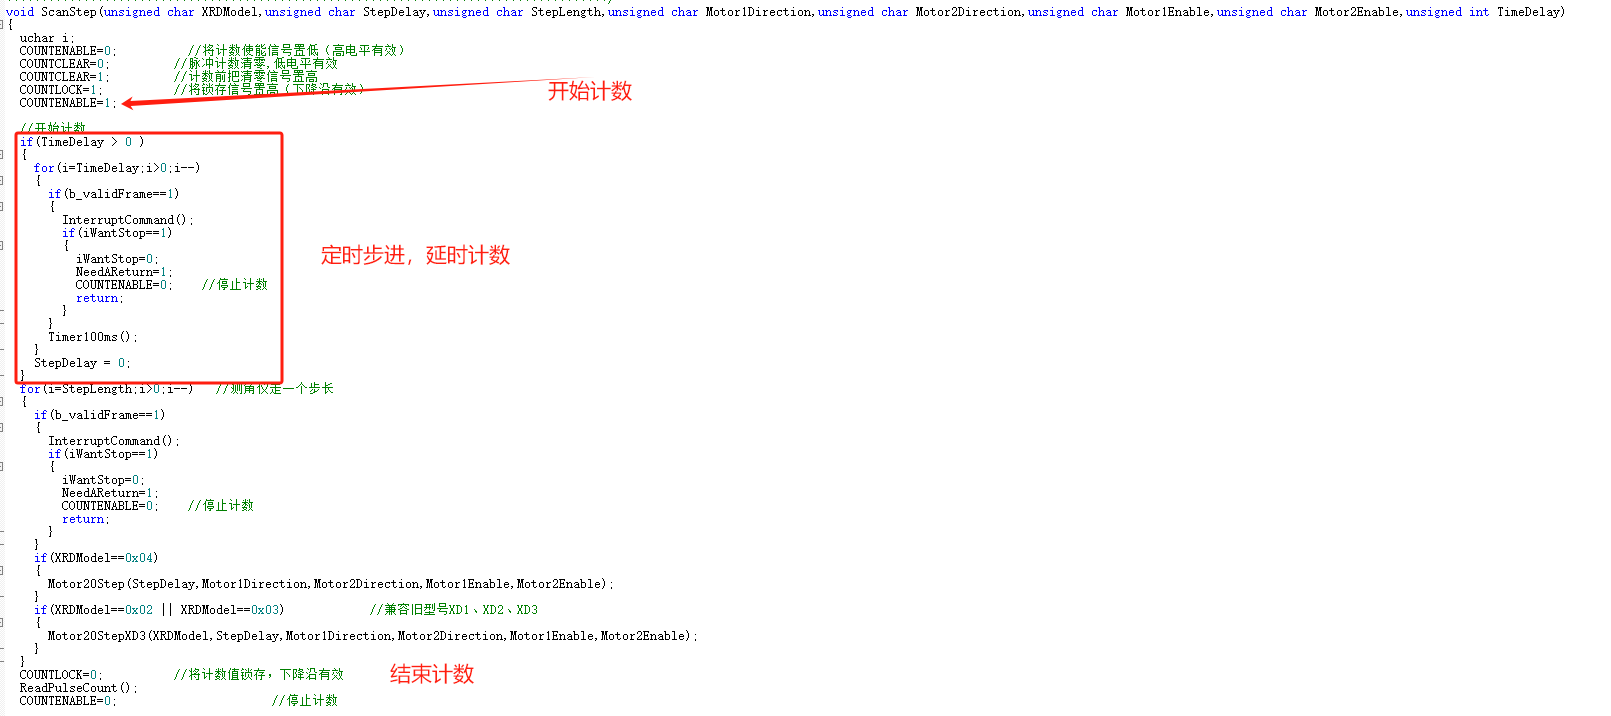 void ScanStep(unsigned char XRDModel,unsigned char StepDelay,unsigned char StepLength,unsigned char Motor1Direction,unsigned char Motor2Direction,unsigned char Motor1Enable,unsigned char Motor2Enable,unsigned int TimeDelay)
{
uchar i;
COUNTENABLE=0; //将计数使能信号置低（高电平有效）
COUNTCLEAR=0; //脉冲计数清零,低电平有效
COUNTCLEAR=1; //计数前把清零信号置高
COUNTLOCK=1; //将锁存信号置高（下降沿有效）
开始计数
COUNTENABLE=1;
//开始计数
if(TimeDelay > 0 )
{
for(i=TimeDelay;i>0;i--)
{
if(b_validFrame==1)
{
InterruptCommand();
if(iWantStop==1)
{
定时步进，延时计数
iWantStop=0;
NeedAReturn=1;
COUNTENABLE=0; //停止计数
return;
}
}
Timer100ms();
}
StepDelay = 0;
}
for(i=StepLength;i>0;i--) //测角仪走一个步长
{
if(b_validFrame==1)
{
InterruptCommand();
if(iWantStop==1)
{
iWantStop=0;
NeedAReturn=1;
COUNTENABLE=0; //停止计数
return;
}
}
if(XRDModel==0x04)
{
Motor20Step(StepDelay,Motor1Direction,Motor2Direction,Motor1Enable,Motor2Enable);
}
if(XRDModel==0x02 || XRDModel==0x03) //兼容旧型号XD1、XD2、XD3
{
Motor20StepXD3(XRDModel,StepDelay,Motor1Direction,Motor2Direction,Motor1Enable,Motor2Enable);
}
}
COUNTLOCK=0; //将计数值锁存，下降沿有效
结束计数
ReadPulseCount();
COUNTENABLE=0; //停止计数